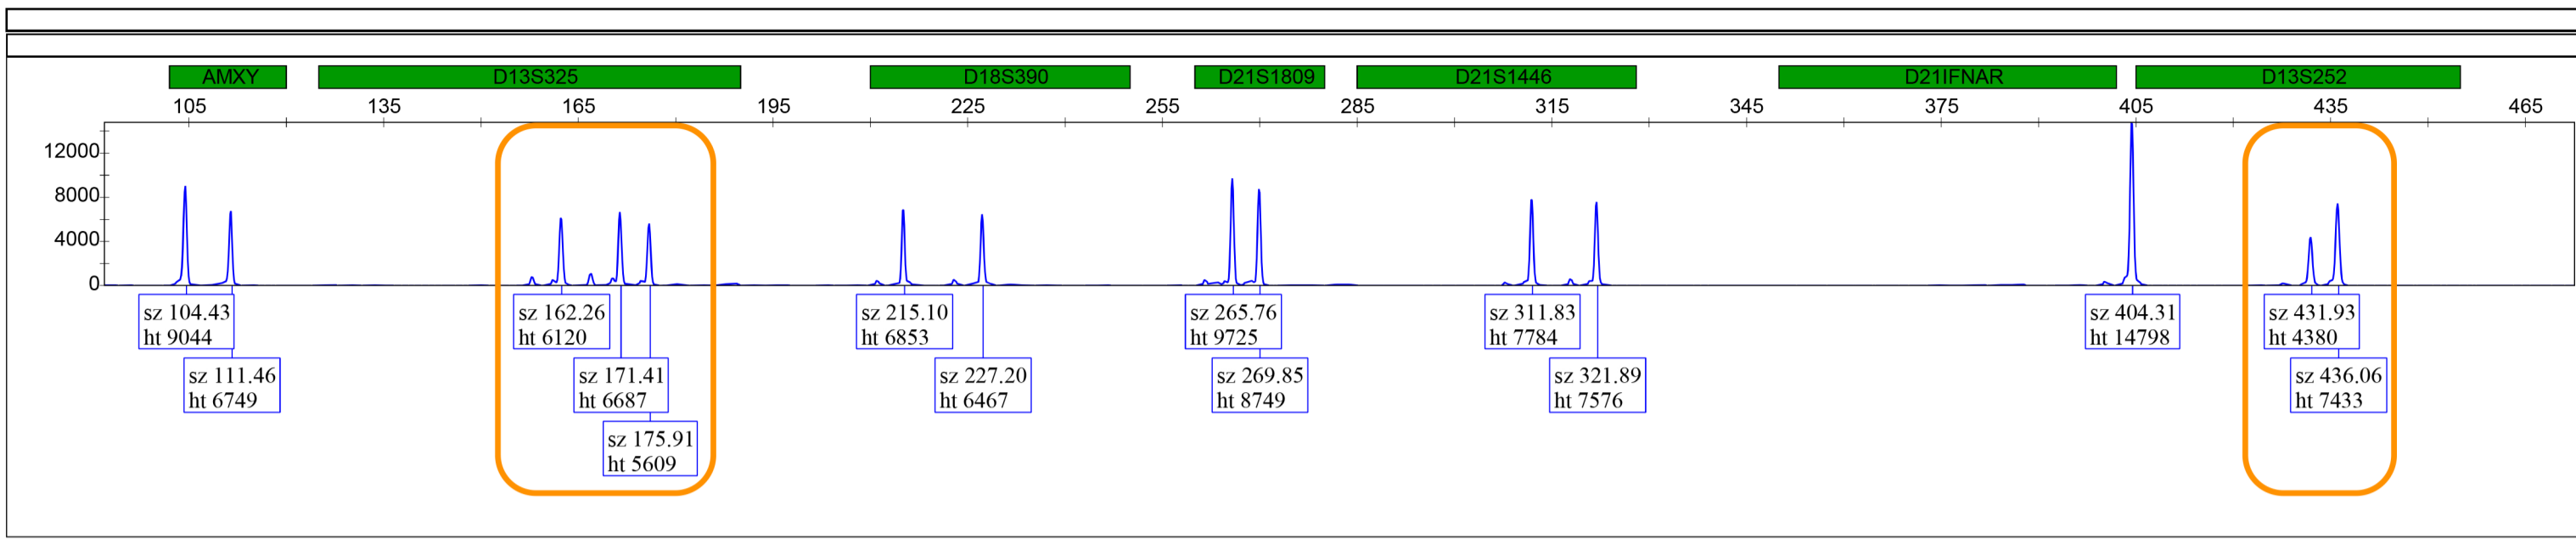 AMXY D13S325 D18S390 D21S1809 D21S1446 D21IFNAR D13S252
105 135 165 195 225 255 285 315 345 375 405 435 465
12000
8000
4000
0
sz 104.43
ht 9044
sz 111.46
ht 6749
sz 162.26
ht 6120
sz 171.41
ht 6687
sz 175.91
ht 5609
sz 215.10
ht 6853
sz 227.20
ht 6467
sz 265.76
ht 9725
sz 269.85
ht 8749
sz 311.83
ht 7784
sz 321.89
ht 7576
sz 404.31
ht 14798
sz 431.93
ht 4380
sz 436.06
ht 7433